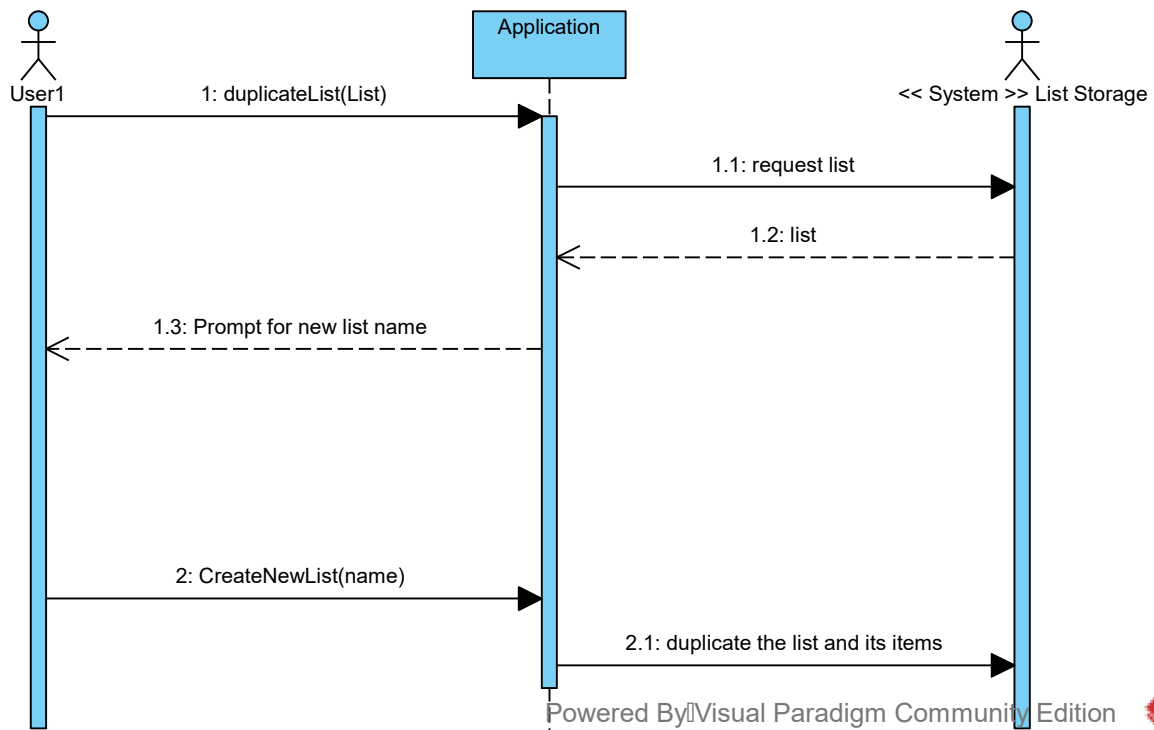 Application
User1
<< System >> List Storage
1: duplicateList(List)
1.1: request list
1.2: list
1.3: Prompt for new list name
2: CreateNewList(name)
2.1: duplicate the list and its items
Powered By Visual Paradigm Community Edition